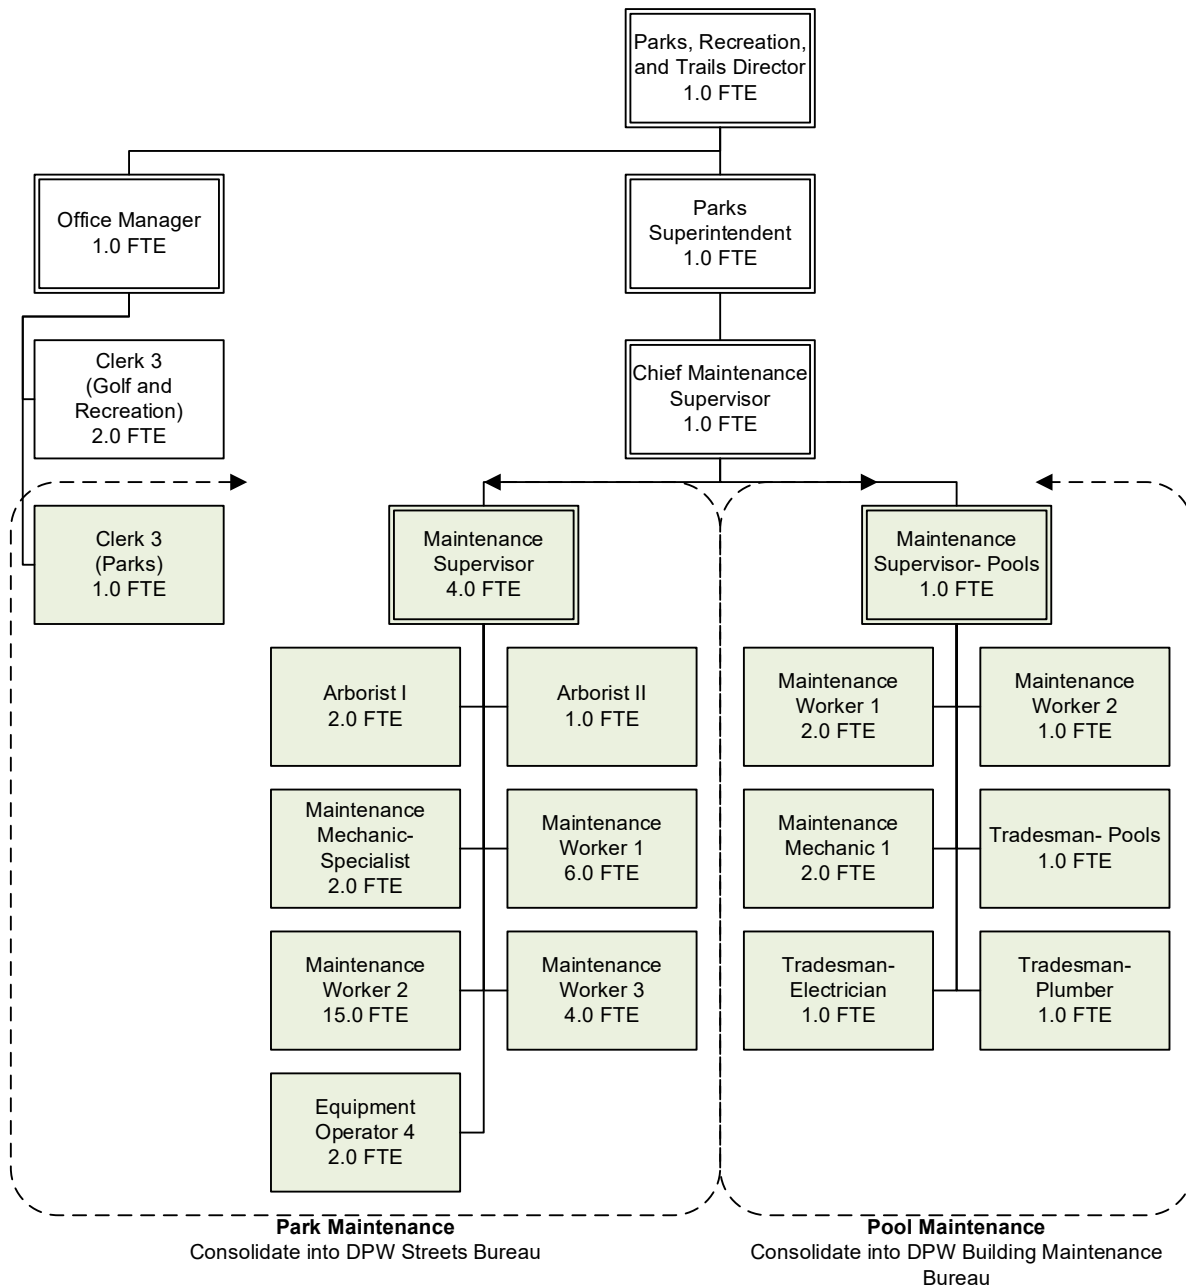 Parks, Recreation,
and Trails Director
1.0 FTE
Office Manager
1.0 FTE
Parks
Superintendent
1.0 FTE
Clerk 3
(Golf and
Recreation)
2.0 FTE
Chief Maintenance
Supervisor
1.0 FTE
Clerk 3
(Parks)
1.0 FTE
Maintenance
Supervisor
4.0 FTE
Maintenance
Supervisor- Pools
1.0 FTE
Arborist I
2.0 FTE
Arborist II
1.0 FTE
Maintenance
Worker 1
2.0 FTE
Maintenance
Worker 2
1.0 FTE
Maintenance
Mechanic-
Specialist
2.0 FTE
Maintenance
Worker 1
6.0 FTE
Maintenance
Mechanic 1
2.0 FTE
Tradesman- Pools
1.0 FTE
Maintenance
Worker 2
15.0 FTE
Maintenance
Worker 3
4.0 FTE
Tradesman-
Electrician
1.0 FTE
Tradesman-
Plumber
1.0 FTE
Equipment
Operator 4
2.0 FTE
Park Maintenance
Consolidate into DPW Streets Bureau
Pool Maintenance
Consolidate into DPW Building Maintenance
Bureau